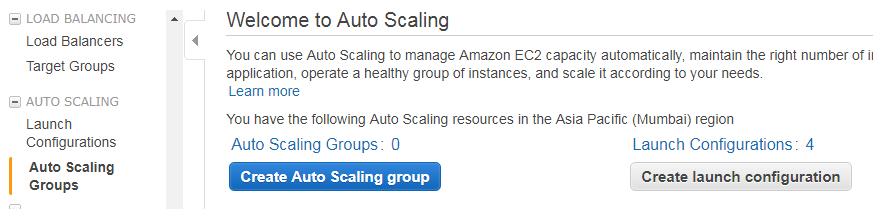 LOAD BALANCING
Load Balancers
Target Groups
AUTO SCALING
Launch
Configurations
Auto Scaling
Groups
Welcome to Auto Scaling
You can use Auto Scaling to manage Amazon EC2 capacity automatically, maintain the right number of
application, operate a healthy group of instances, and scale it according to your needs.
Learn more
You have the following Auto Scaling resources in the Asia Pacific (Mumbai) region
Auto Scaling Groups: 0 Launch Configurations: 4
Create Auto Scaling group Create launch configuration